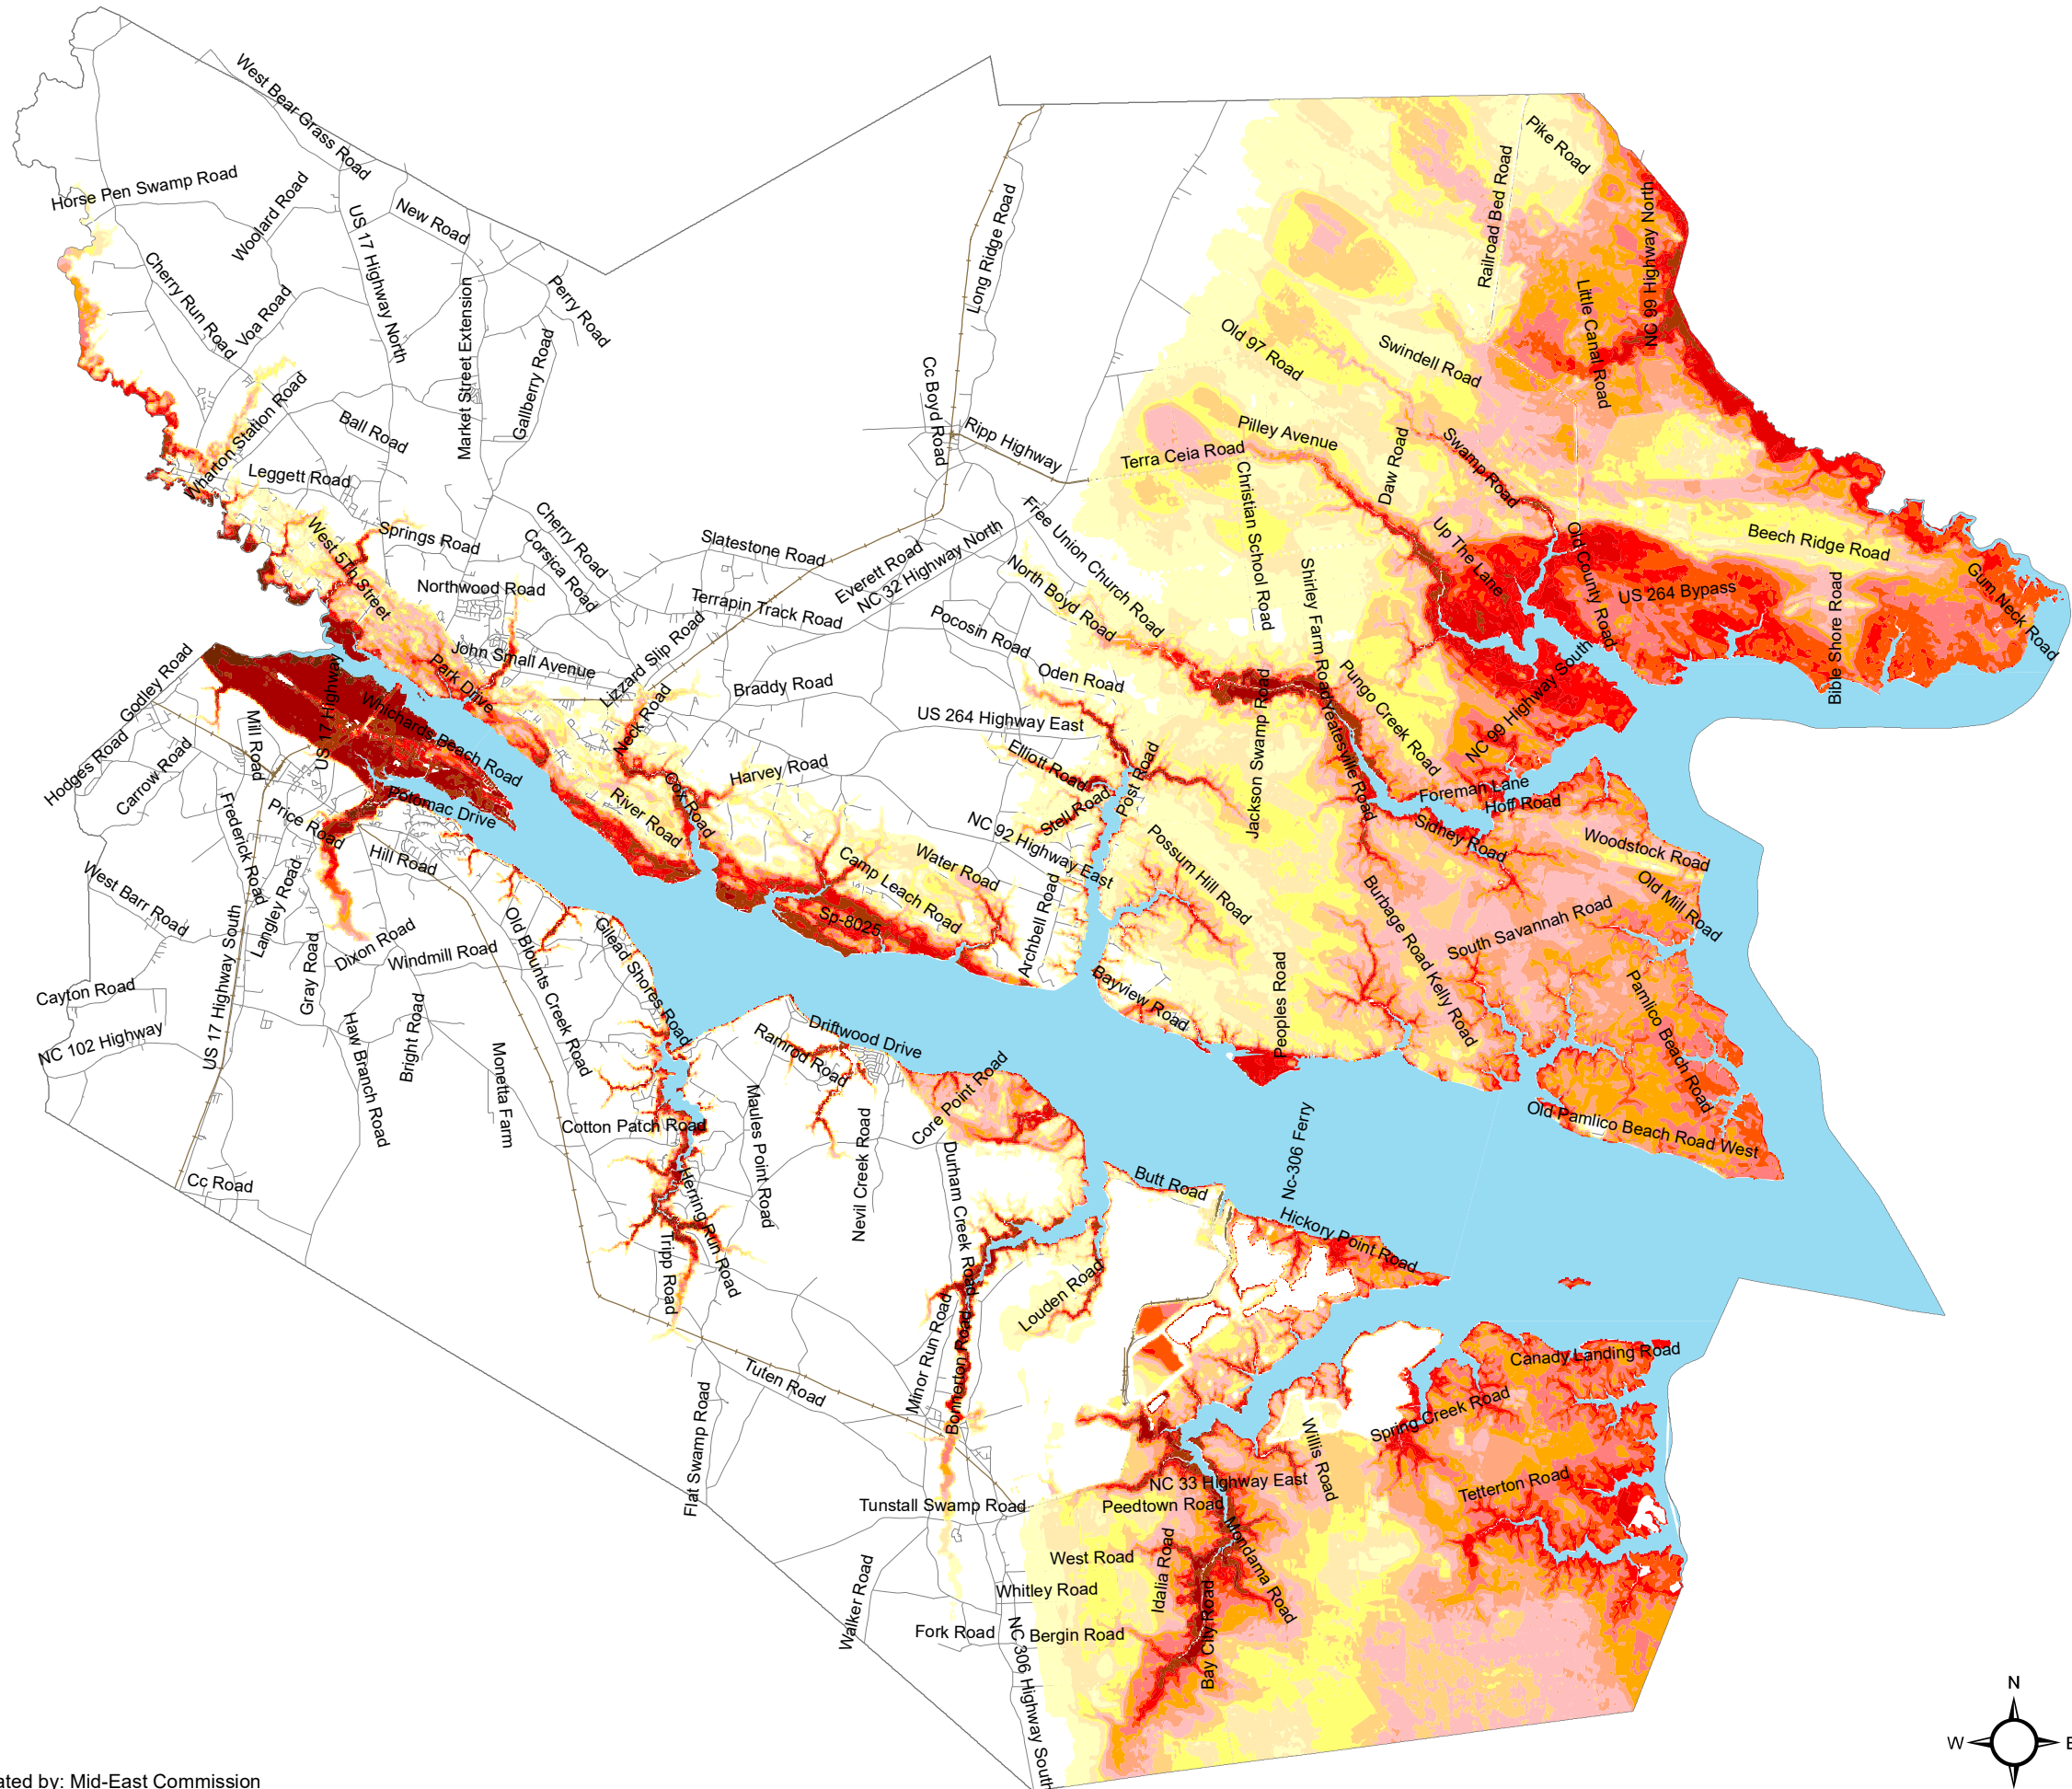 West Bear Grass Road
Pike Road
Horse Pen Swamp Road
Woolard Road
New Road
US 17 Highway North
Long Ridge Road
Railroad Bed Road
NC 99 Highway North
Cherry Run Road
Voa Road
Market Street Extension
Perry Road
Gallberry Road
Little Canal Road
Old 97 Road
Swindell Road
Cc Boyd Road
Ripp Highway
Wharton Station Road
Ball Road
Leggett Road
Terra Ceia Road
Pilley Avenue
Daw Road
Swamp Road
Christian School Road
West 5Th Street
Springs Road
Cherry Road
Corsica Road
Slatestone Road
Everett Road
NC 32 Highway North
Free Union Church Road
North Boyd Road
Up The Lane
Old County Road
Beech Ridge Road
US 264 Bypass
Gum Neck Road
Bible Shore Road
Northwood Road
Terrapin Track Road
Pocosin Road
Shirley Farm Road
John Small Avenue
Lizzard Slip Road
Park Drive
Braddy Road
Oden Road
Pungo Creek Road
NC 99 Highway South
Godley Road
Hodges Road
Carrow Road
Mill Road
US 17 Highway
Whichards Beach Road
Neck Road
US 264 Highway East
Elliott Road
Post Road
Jackson Swamp Road
Yeatesville Road
Potomac Drive
Harvey Road
Cox Road
River Road
Stell Road
Foreman Lane
Hoff Road
Sidney Road
Woodstock Road
Frederick Road
Price Road
Hill Road
Langley Road
NC 92 Highway East
Water Road
Camp Leach Road
Possum Hill Road
Old Mill Road
West Barr Road
Sp-8025
Archbell Road
Burbage Road
Kelly Road
South Savannah Road
US 17 Highway South
Gray Road
Dixon Road
Windmill Road
Old Blounts Creek Road
Gilead Shores Road
Bayview Road
Peoples Road
Pamlico Beach Road
Cayton Road
NC 102 Highway
Haw Branch Road
Bright Road
Monetta Farm
Driftwood Drive
Ramrod Road
Core Point Road
Old Pamlico Beach Road West
Cotton Patch Road
Maules Point Road
Nevil Creek Road
Durham Creek Road
Nc-306 Ferry
Butt Road
Cc Road
Herring Run Road
Tripp Road
Hickory Point Road
Louden Road
Minor Run Road
Bonnerton Road
Tuten Road
Flat Swamp Road
Canady Landing Road
Spring Creek Road
Willis Road
Tetterton Road
NC 33 Highway East
Peedtown Road
Tunstall Swamp Road
Mondama Road
West Road
Idalia Road
Whitley Road
Walker Road
Fork Road
Bergin Road
Bay City Road
NC 306 Highway South
N
W
E
ated by: Mid-East Commission